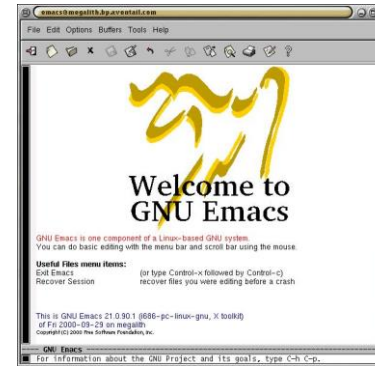 emacs@megalith.bp.aventail.com
File Edit Options Buffers Tools Help
Welcome to
GNU Emacs
GNU Emacs is one component of a Linux-based GNU system.
You can do basic editing with the menu bar and scroll bar using the mouse.
Useful Files menu items:
Exit Emacs (or type Control-x followed by Control-c)
Recover Session recover files you were editing before a crash
This is GNU Emacs 21.0.90.1 (i686-pc-linux-gnu, X toolkit)
of Fri 2000-09-29 on megalith
Copyright (C) 2000 Free Software Foundation, Inc.
---- GNU Emacs
For information about the GNU Project and its goals, type C-h C-p.